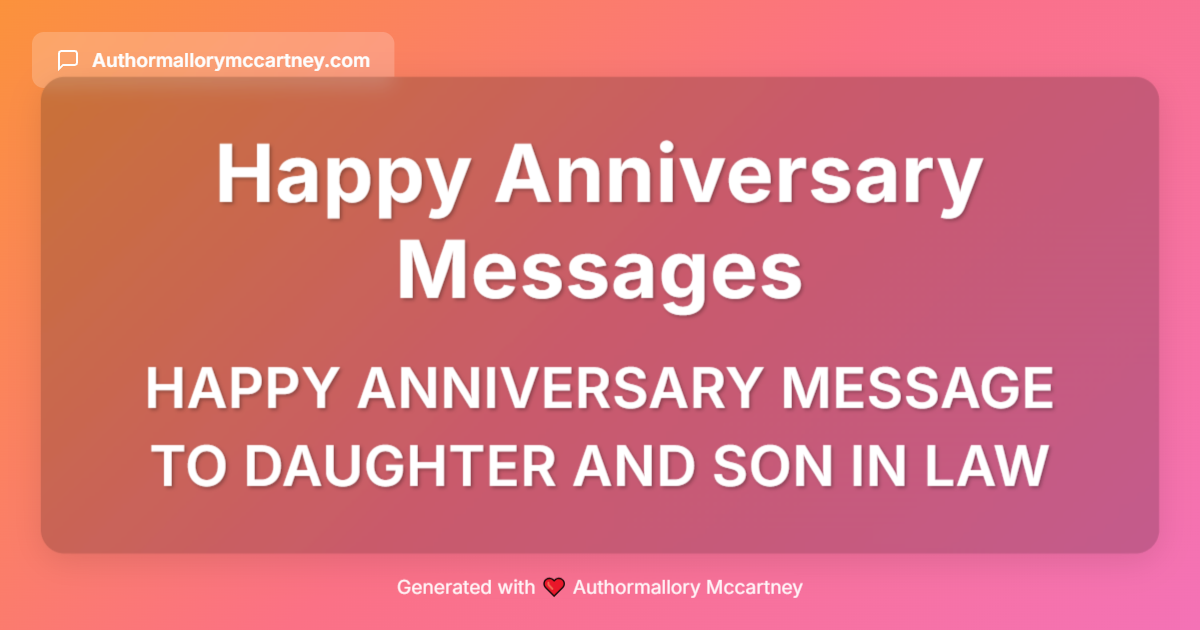 Authormallorymccartney.com
Happy Anniversary
Messages
HAPPY ANNIVERSARY MESSAGE
TO DAUGHTER AND SON IN LAW
Generated with ❤️ Authormallory Mccartney